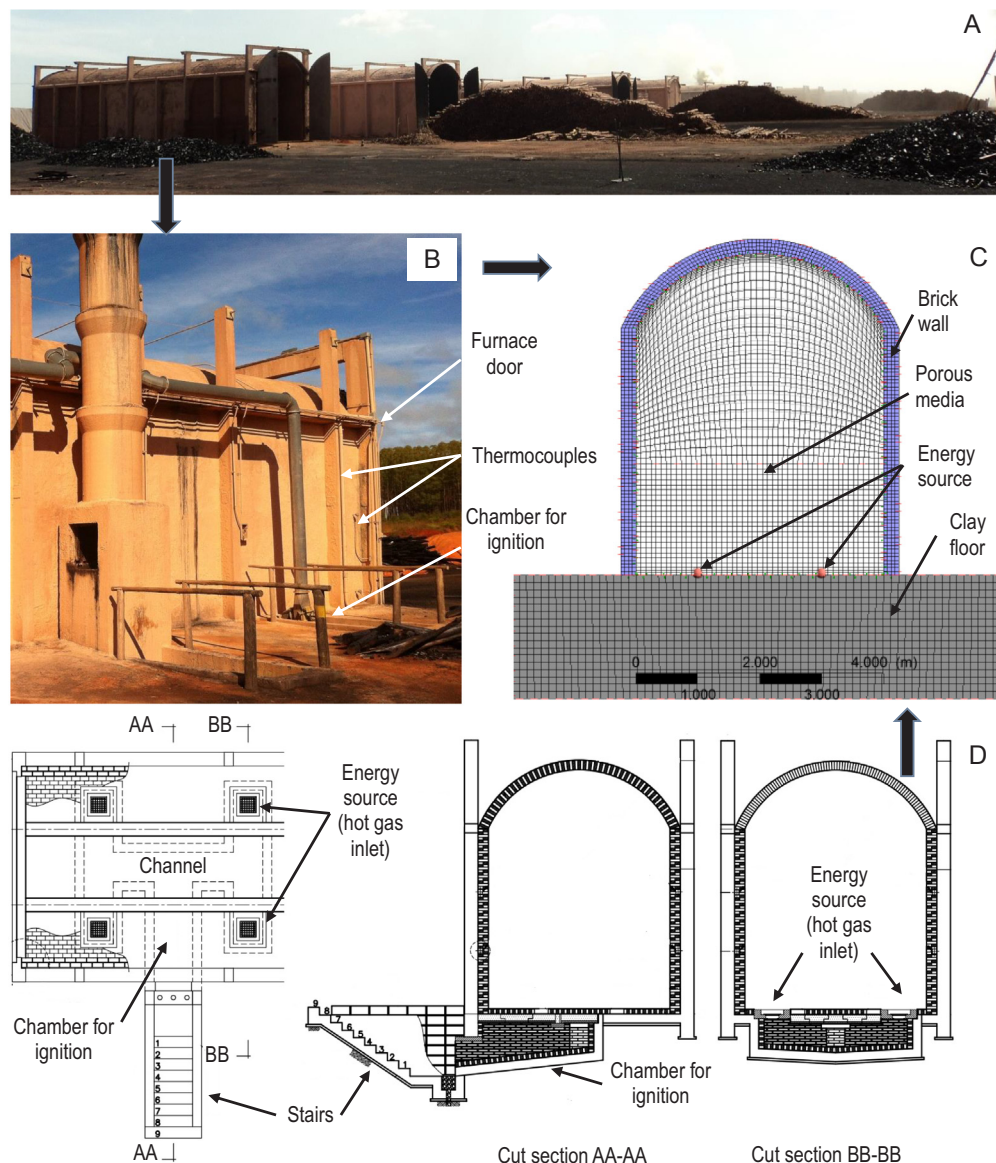 A
B
Furnace
door
Thermocouples
Chamber for
ignition
C
Brick
wall
Porous
media
Energy
source
Clay
floor
0 2.000 4.000 (m)
1.000 3.000
D
AA BB
Energy
source
(hot gas
inlet)
Channel
Chamber for
ignition
1
2
3
4
5
6
7
8
9
BB
AA
Stairs
9
8
7
6
5
4
3
2
1
Chamber for
ignition
Cut section AA-AA
Energy
source
(hot gas
inlet)
Cut section BB-BB